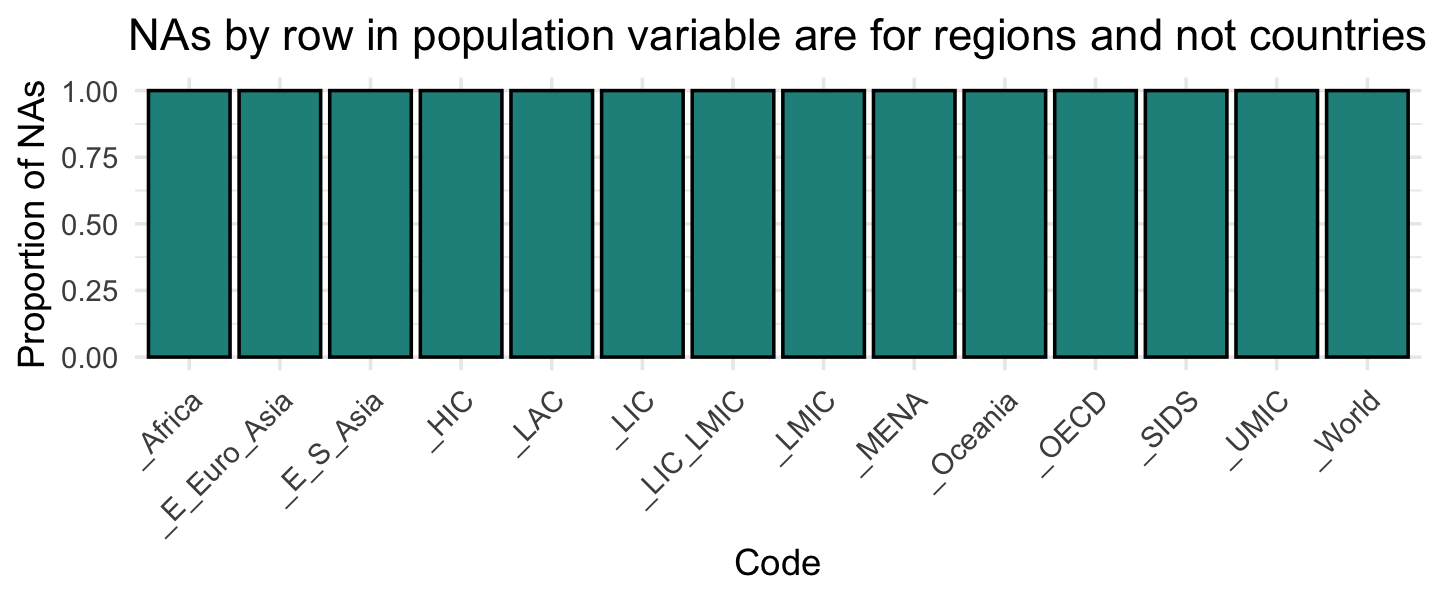 NAs by row in population variable are for regions and not countries
Proportion of NAs
1.00
0.75
0.50
0.25
0.00
_Africa
_E_Euro_Asia
_E_S_Asia
_HIC
_LAC
_LIC
_LIC_LMIC
_LMIC
_MENA
_Oceania
_OECD
_SIDS
_UMIC
_World
Code